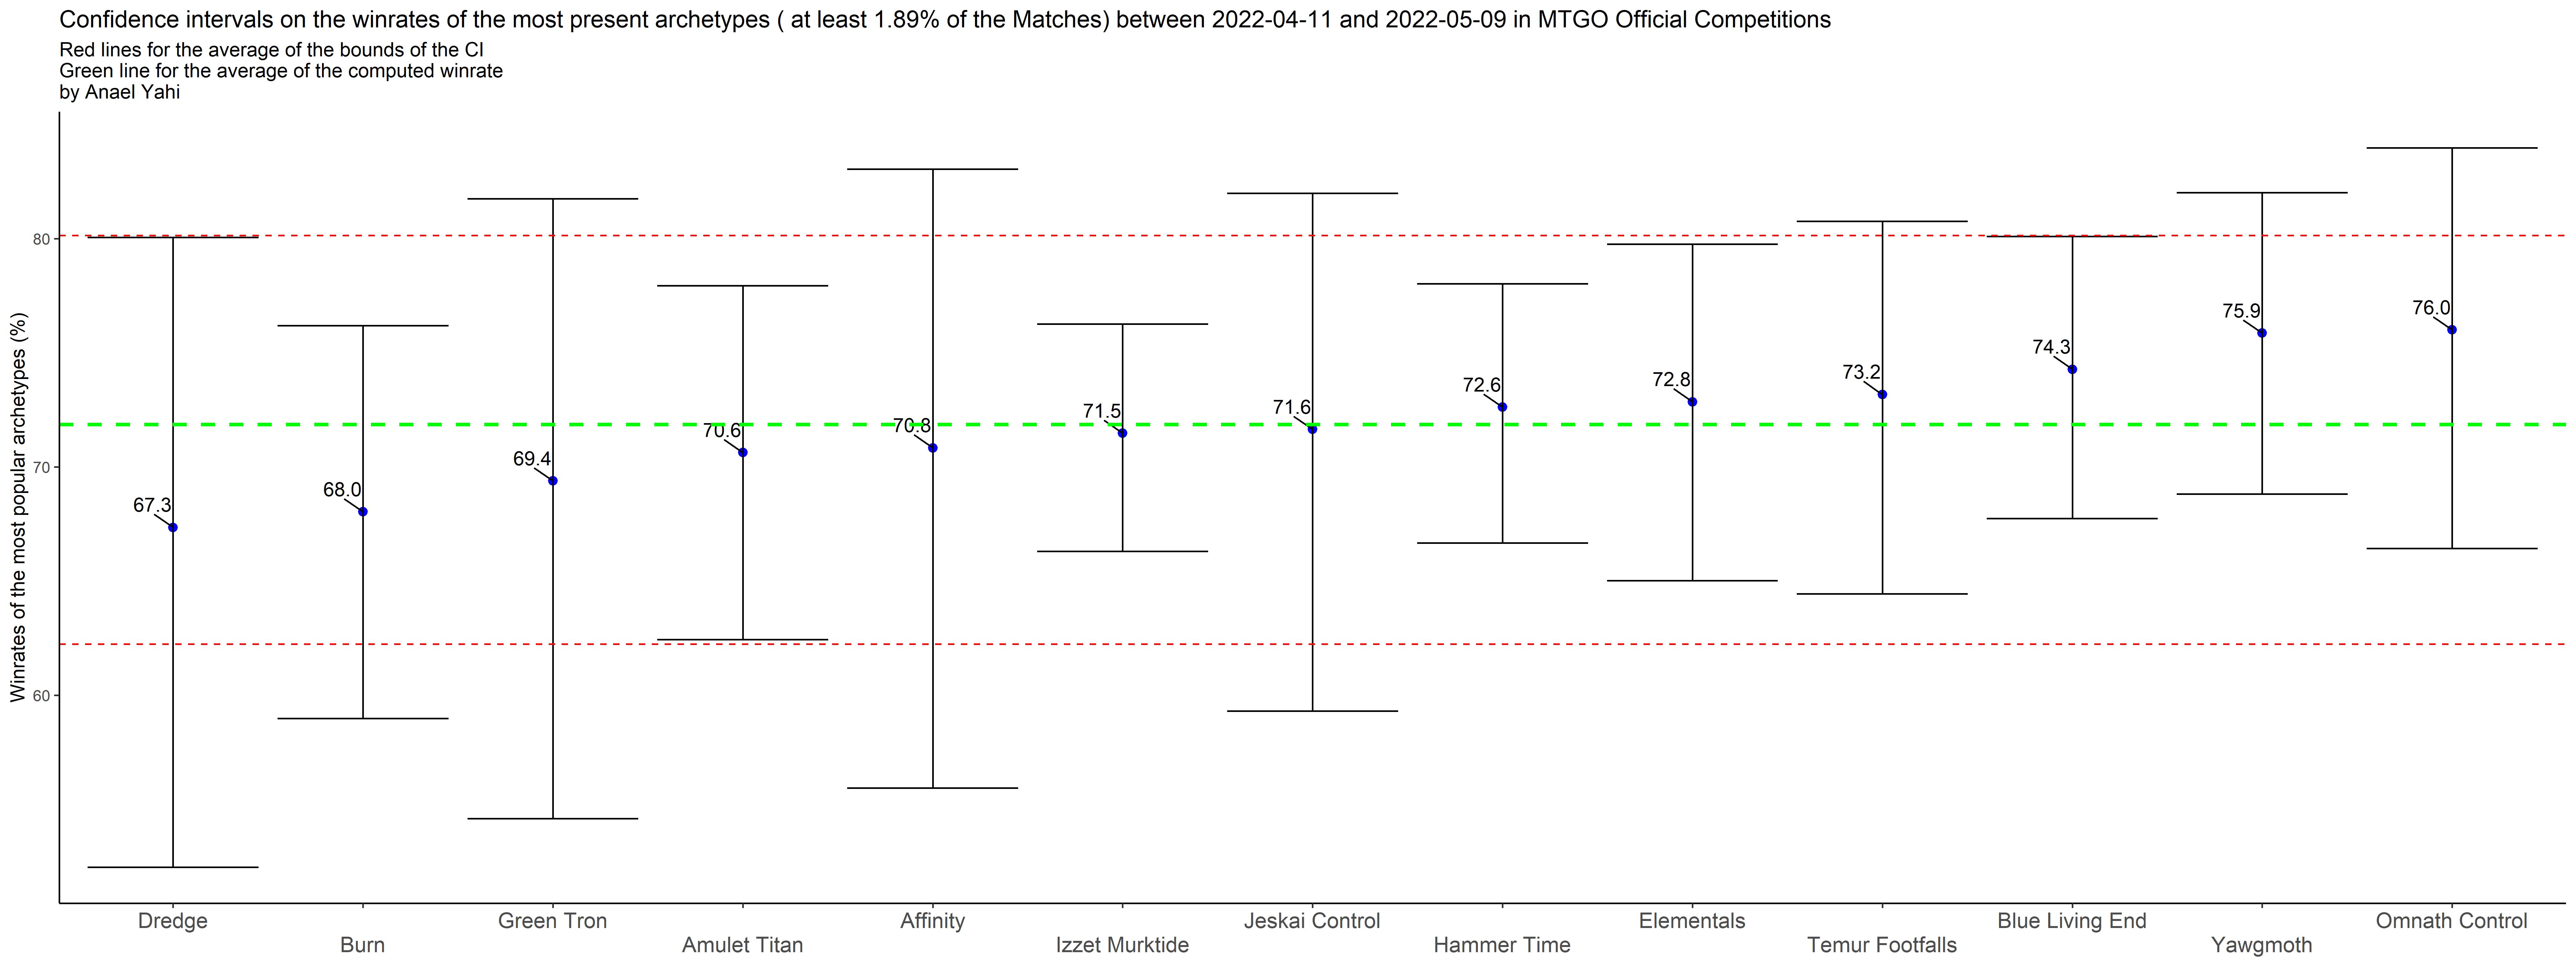 Confidence intervals on the winrates of the most present archetypes ( at least 1.89% of the Matches) between 2022-04-11 and 2022-05-09 in MTGO Official Competitions
Red lines for the average of the bounds of the CI
Green line for the average of the computed winrate
by Anael Yahi
Winrates of the most popular archetypes (%)
80
70
60
67.3
68.0
69.4
70.6
70.8
71.5
71.6
72.6
72.8
73.2
74.3
75.9
76.0
Dredge
Burn
Green Tron
Amulet Titan
Affinity
Izzet Murktide
Jeskai Control
Hammer Time
Elementals
Temur Footfalls
Blue Living End
Yawgmoth
Omnath Control